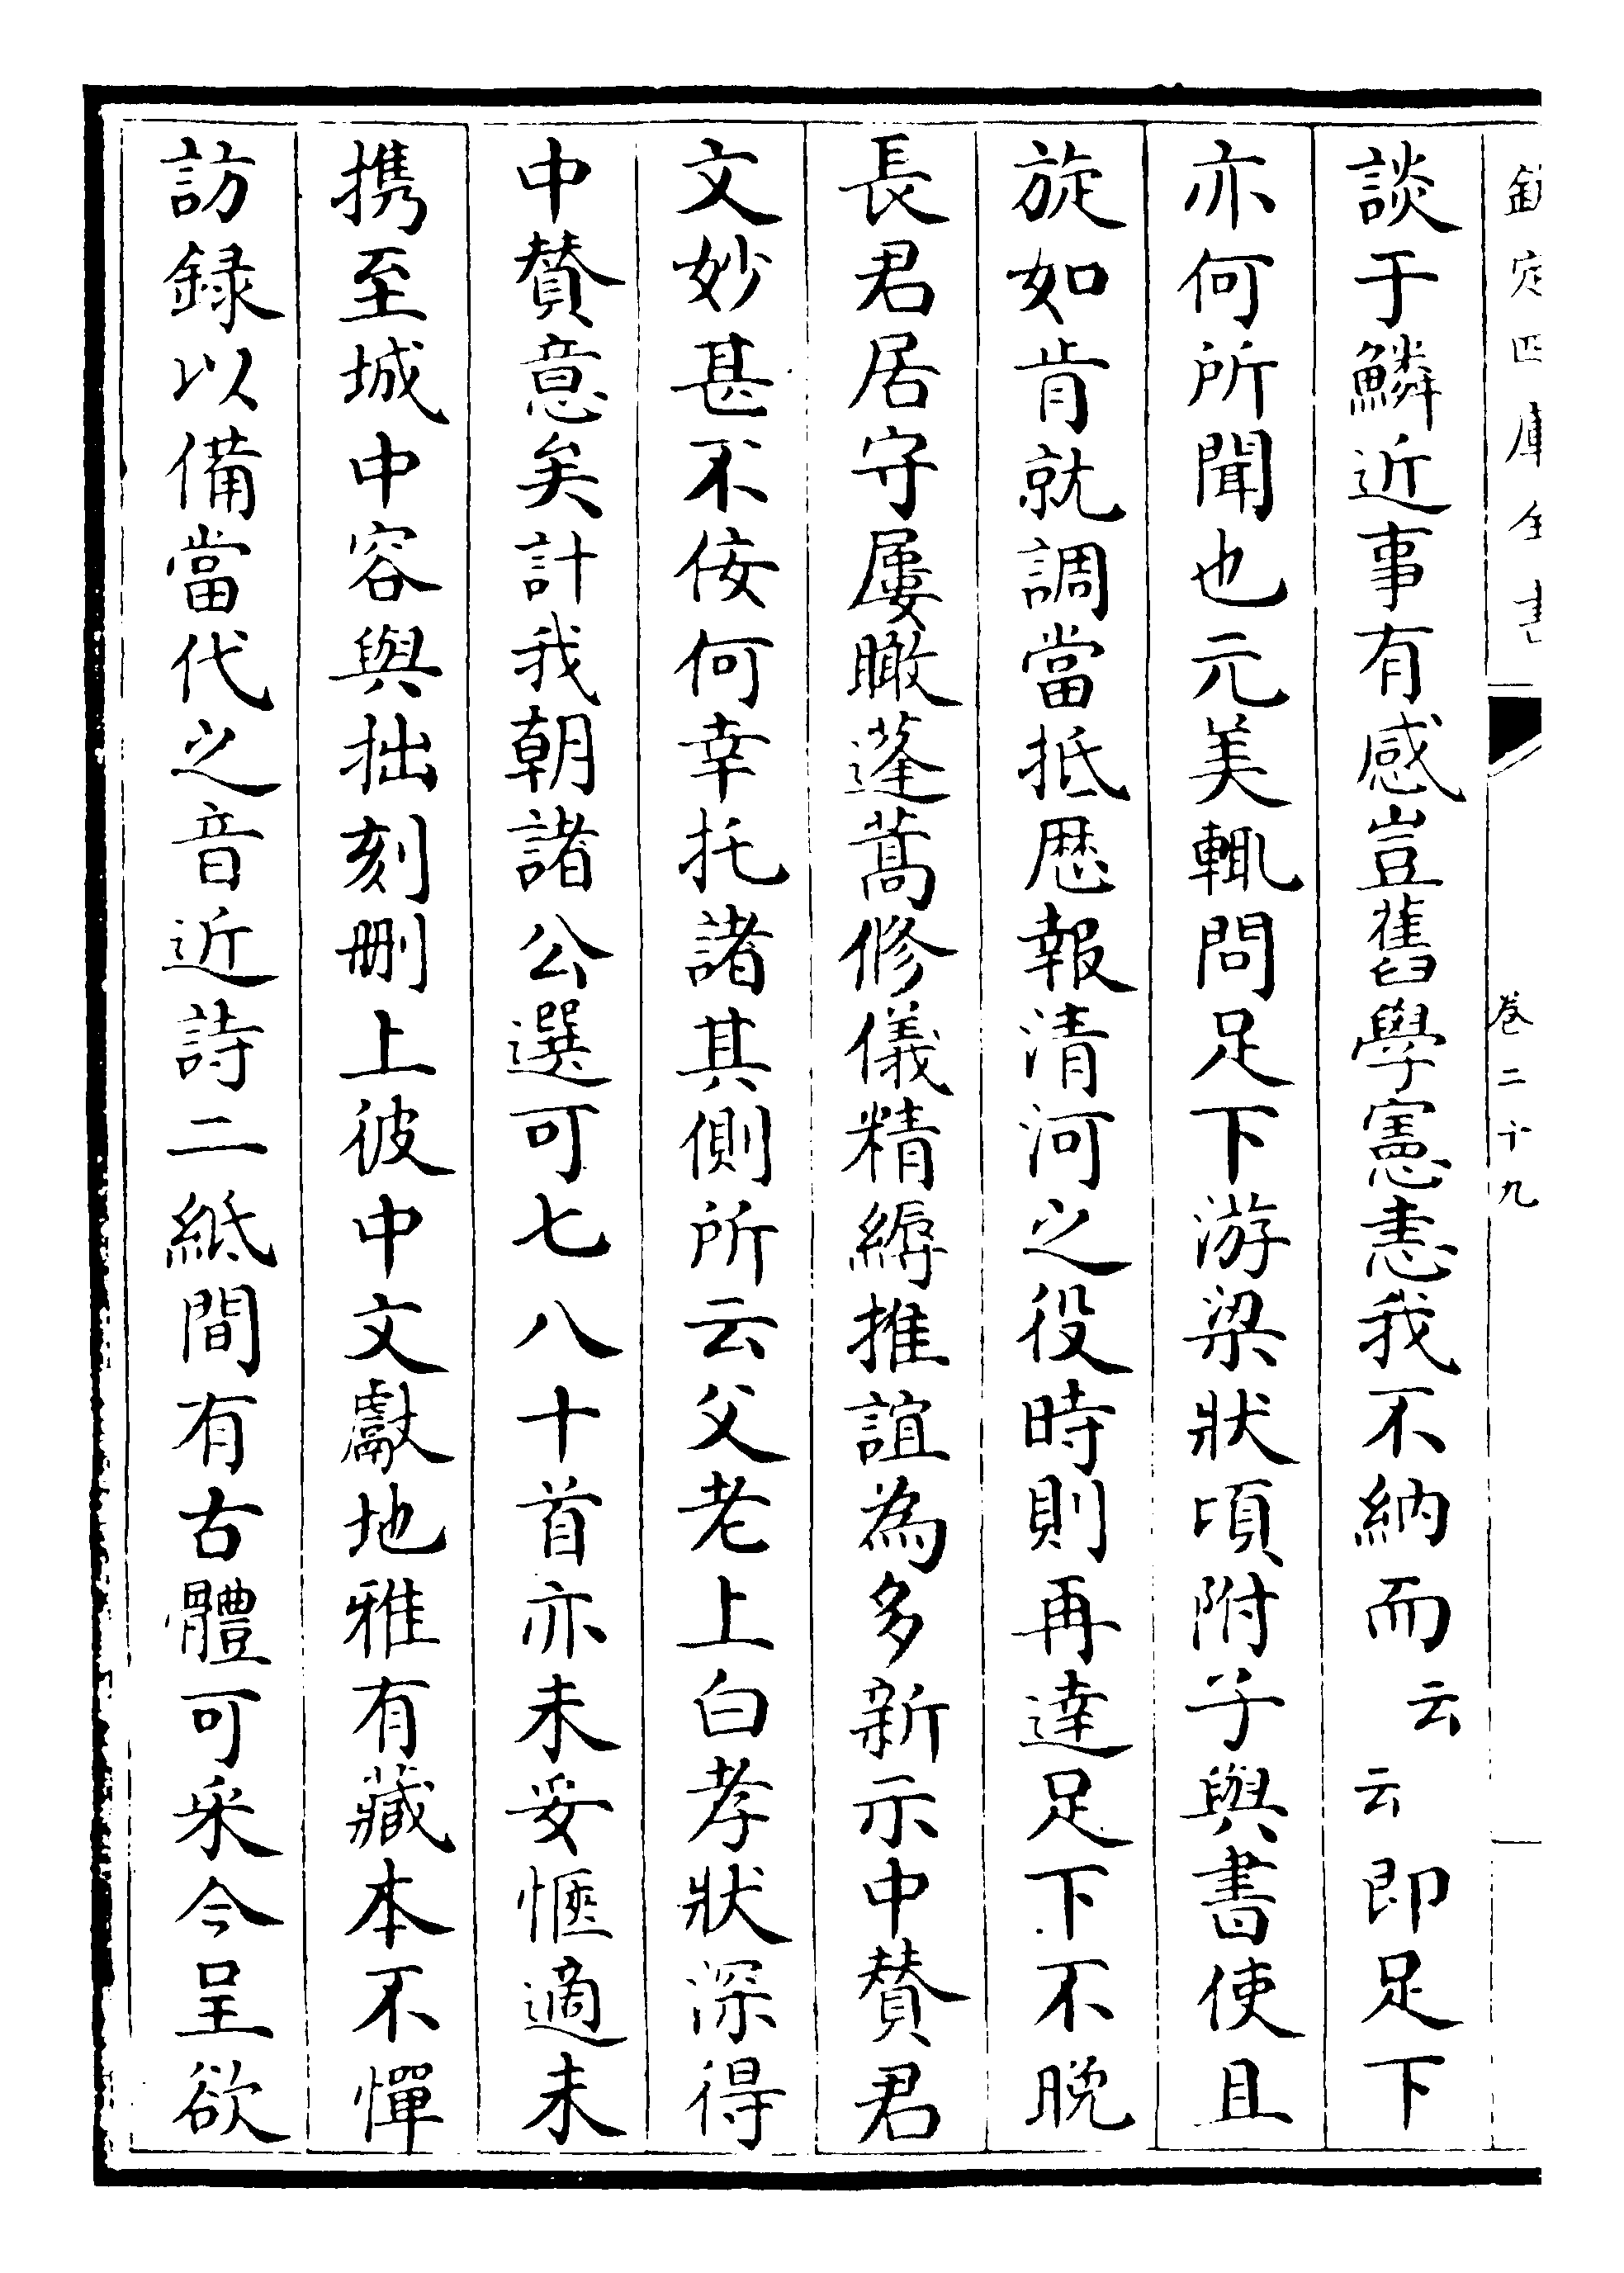 欽定四庫全書
卷二十九
談于鱗近事有感豈舊學憲恚我不納而云云即足下
亦何所聞也元美輒問足下游梁狀頃附子與書使且
旋如肯就調當抵厯報清河之役時則再達足下不晩
長君居守屢瞰蓬蒿修儀精縟推誼為多新示中賛君
文妙甚不佞何幸托諸其側所云父老上白孝狀深得
中賛意矣計我朝諸公選可七八十首亦未妥愜適未
携至城中容與拙刻刪上彼中文獻地雅有藏本不憚
訪録以備當代之音近詩二紙間有古體可采今呈欲